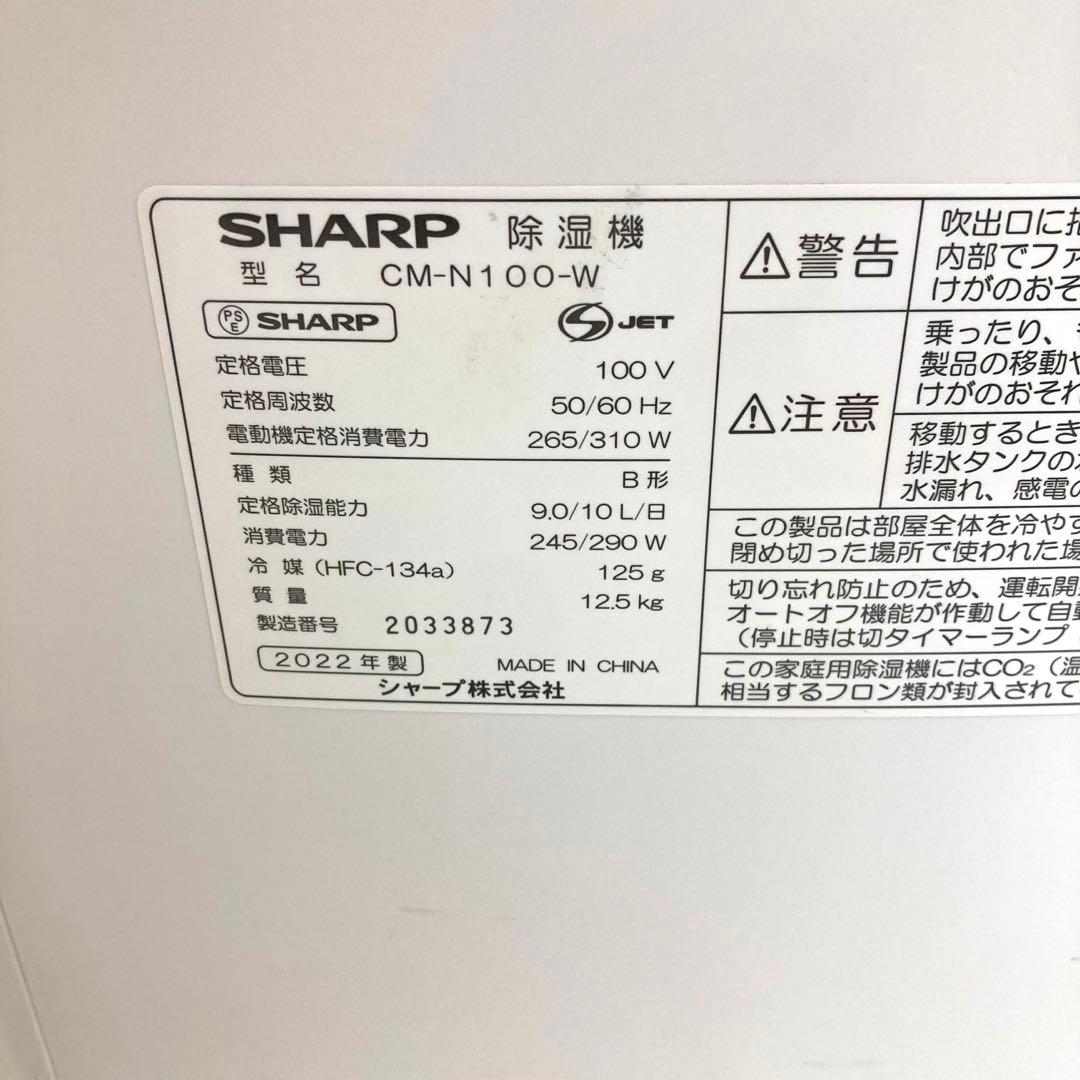 SHARP 除湿機
型名 CM-N100-W
PSE SHARP S JET
定格電圧 100 V
定格周波数 50/60 Hz
電動機定格消費電力 265/310 W
種類 B形
定格除湿能力 9.0/10 L/日
消費電力 245/290 W
冷媒 (HFC-134a) 125 g
質量 12.5 kg
製造番号 2033873
2022年製 MADE IN CHINA
シャープ株式会社
⚠警告
吹出口に
内部でファ
けがのおそ
⚠注意
乗ったり、
製品の移動や
けがのおそれ
移動するとき
排水タンクの
水漏れ、感電の
この製品は部屋全体を冷やす
閉め切った場所で使われた場
切り忘れ防止のため、運転開
オートオフ機能が作動して自動
(停止時は切タイマーランプ
この家庭用除湿機にはCO₂(温
相当するフロン類が封入されて